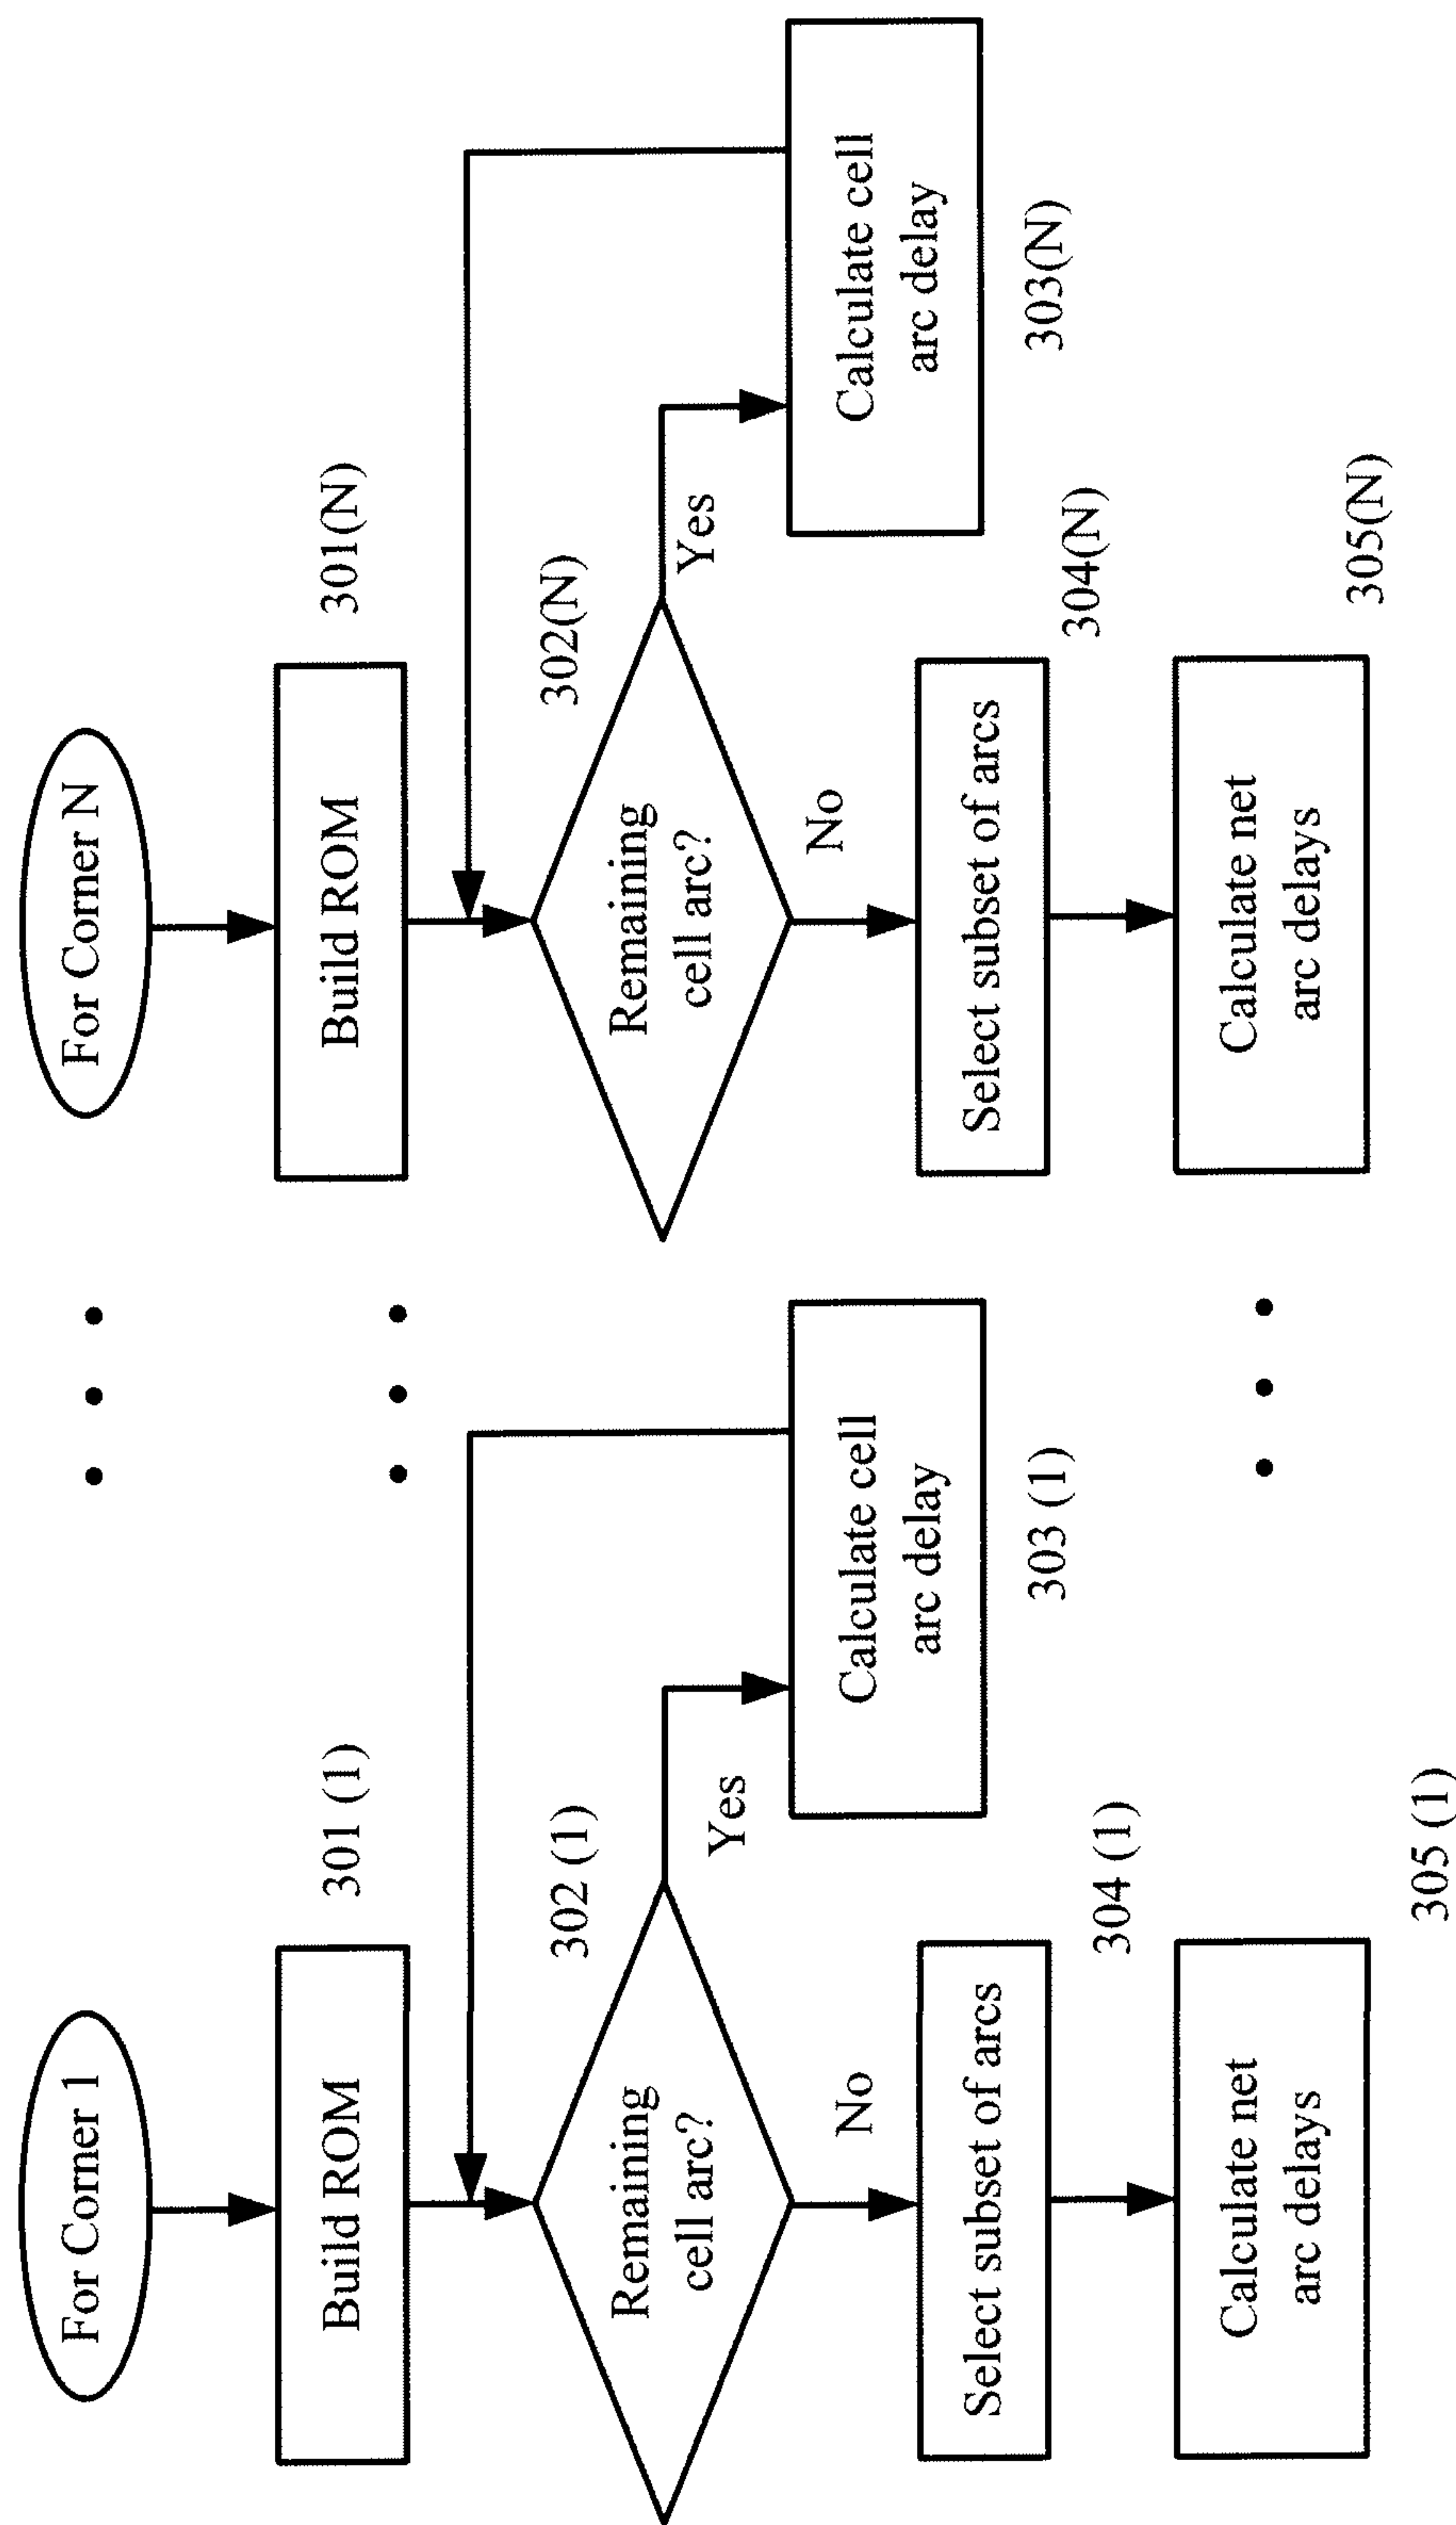 For Corner 1
Build ROM
301 (1)
Remaining
cell arc?
302 (1)
Yes
Calculate cell
arc delay
303 (1)
No
Select subset of arcs
304 (1)
Calculate net
arc delays
305 (1)
For Corner N
Build ROM
301(N)
Remaining
cell arc?
302(N)
Yes
Calculate cell
arc delay
303(N)
No
Select subset of arcs
304(N)
Calculate net
arc delays
305(N)